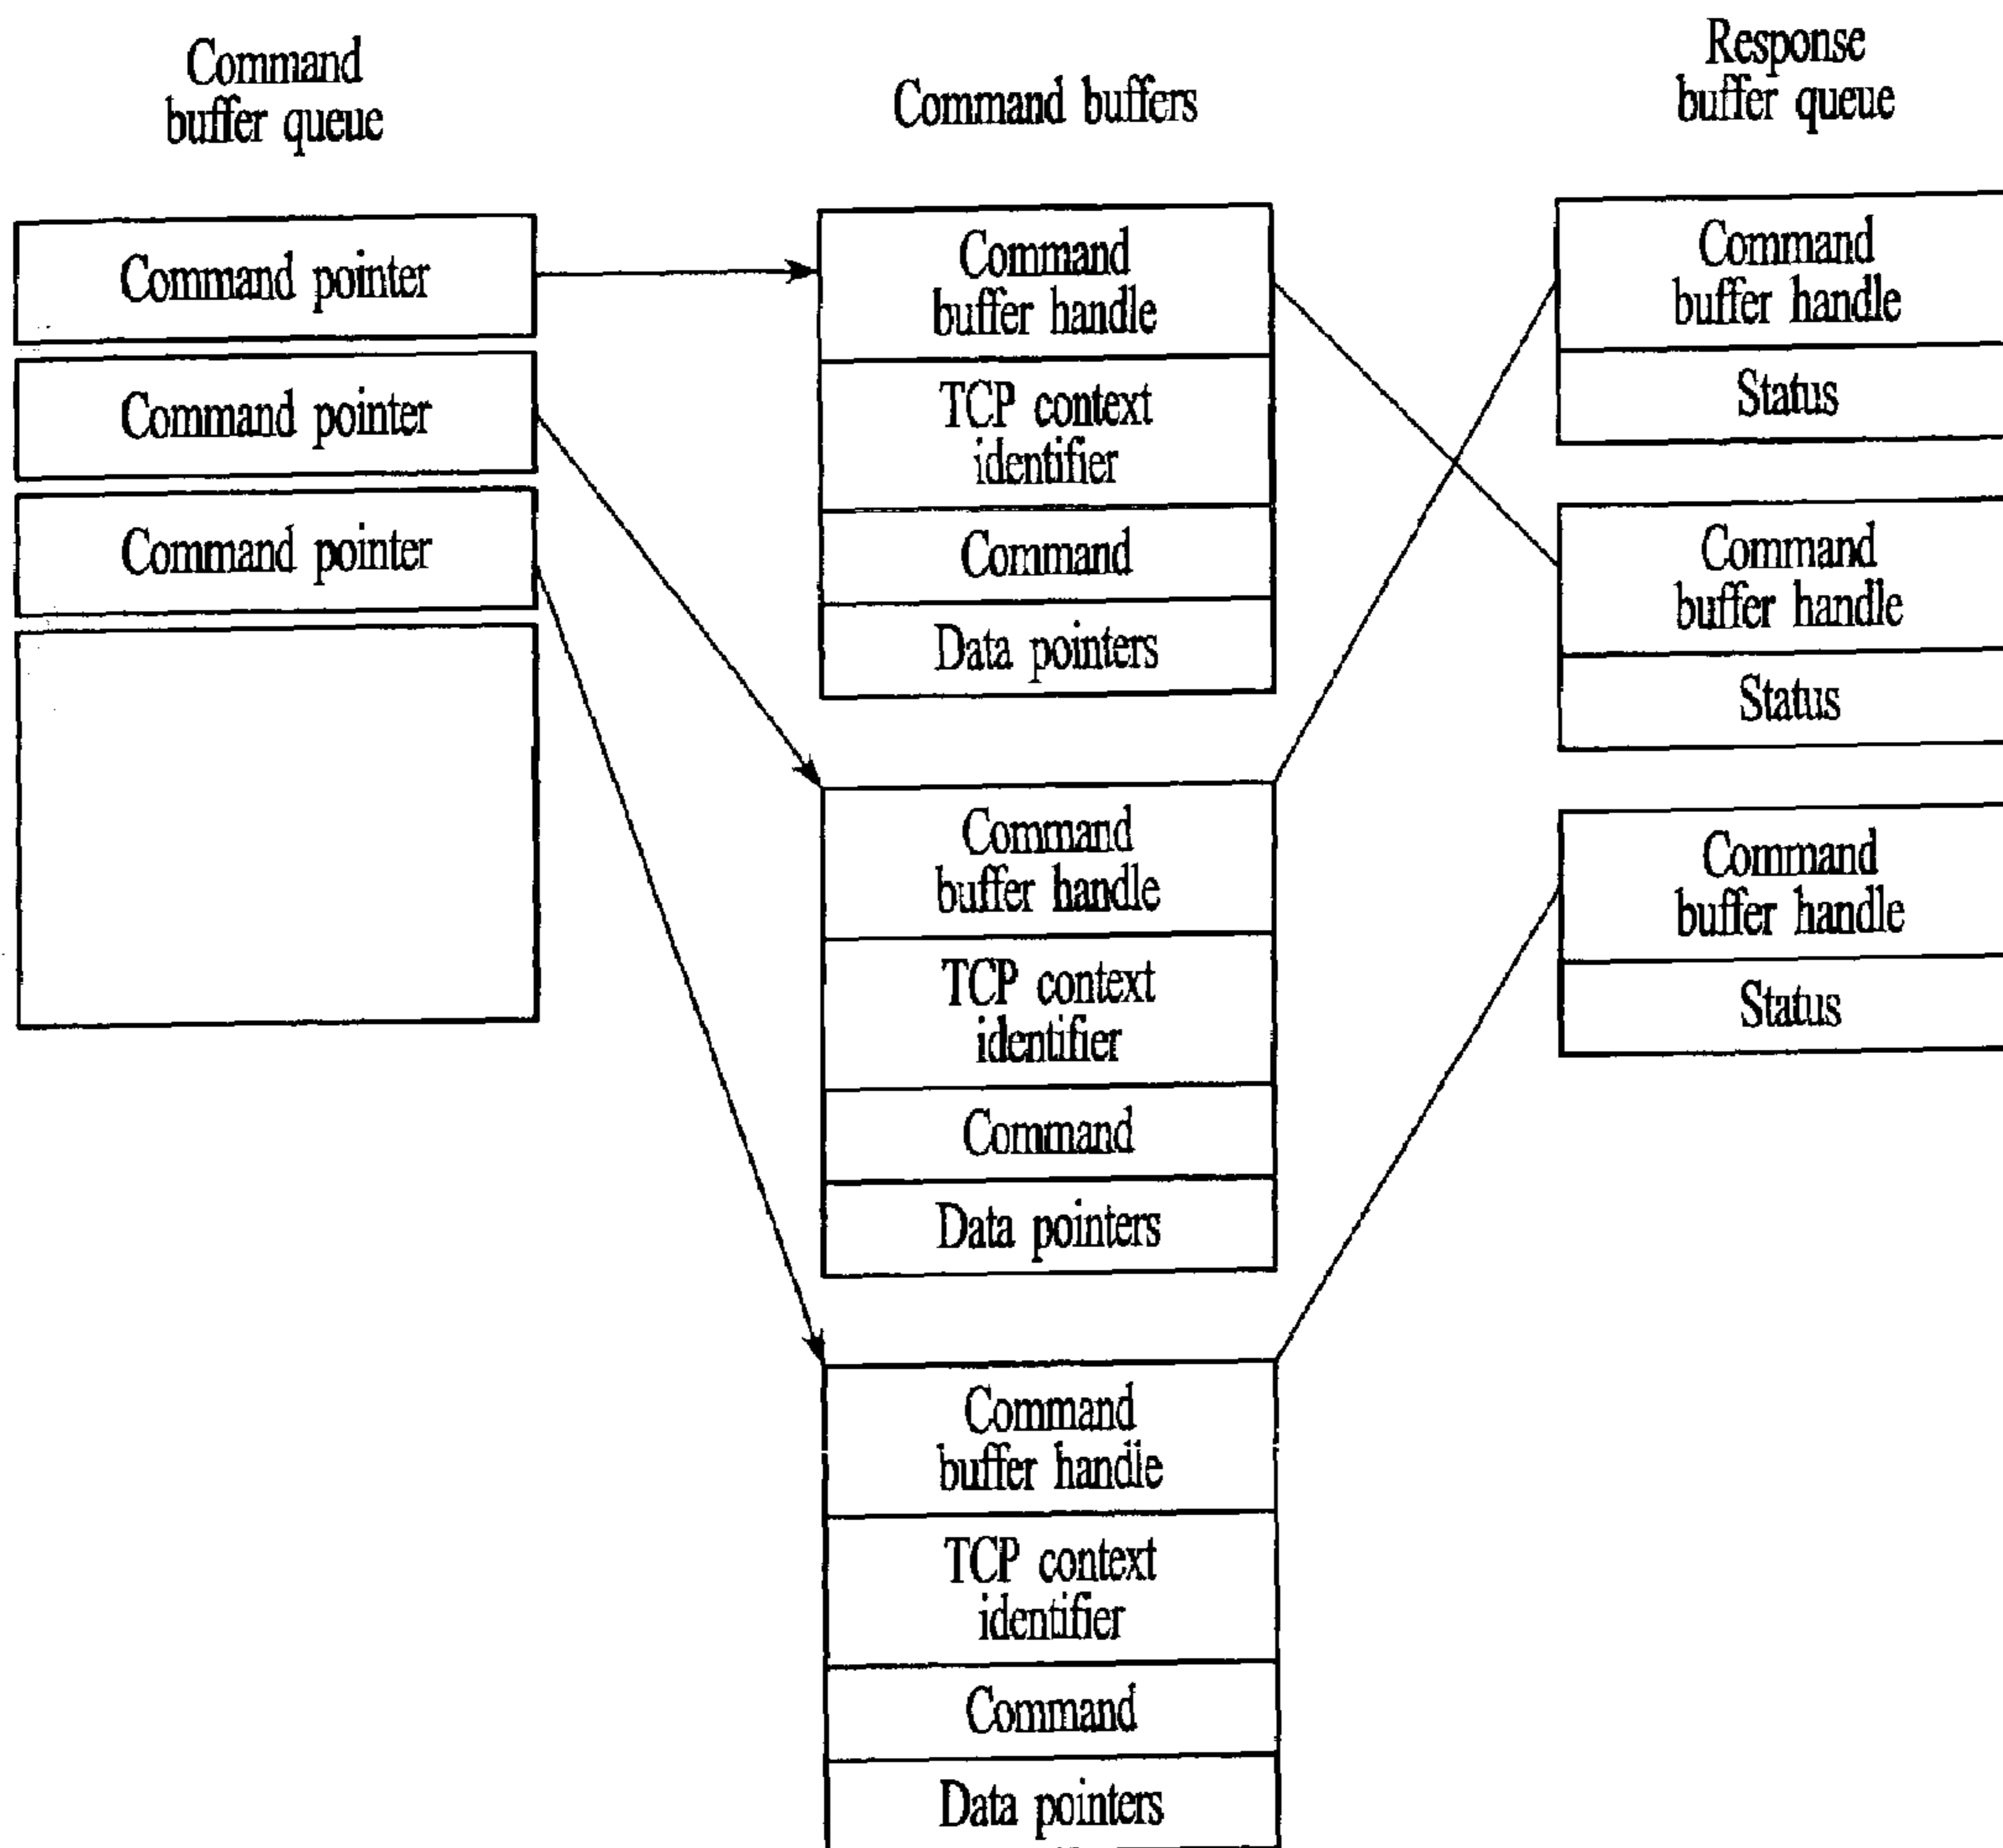 Command
buffer queue
Command buffers
Response
buffer queue
Command pointer
Command pointer
Command pointer
Command
buffer handle
TCP context
identifier
Command
Data pointers
Command
buffer handle
TCP context
identifier
Command
Data pointers
Command
buffer handle
TCP context
identifier
Command
Data pointers
Command
buffer handle
Status
Command
buffer handle
Status
Command
buffer handle
Status